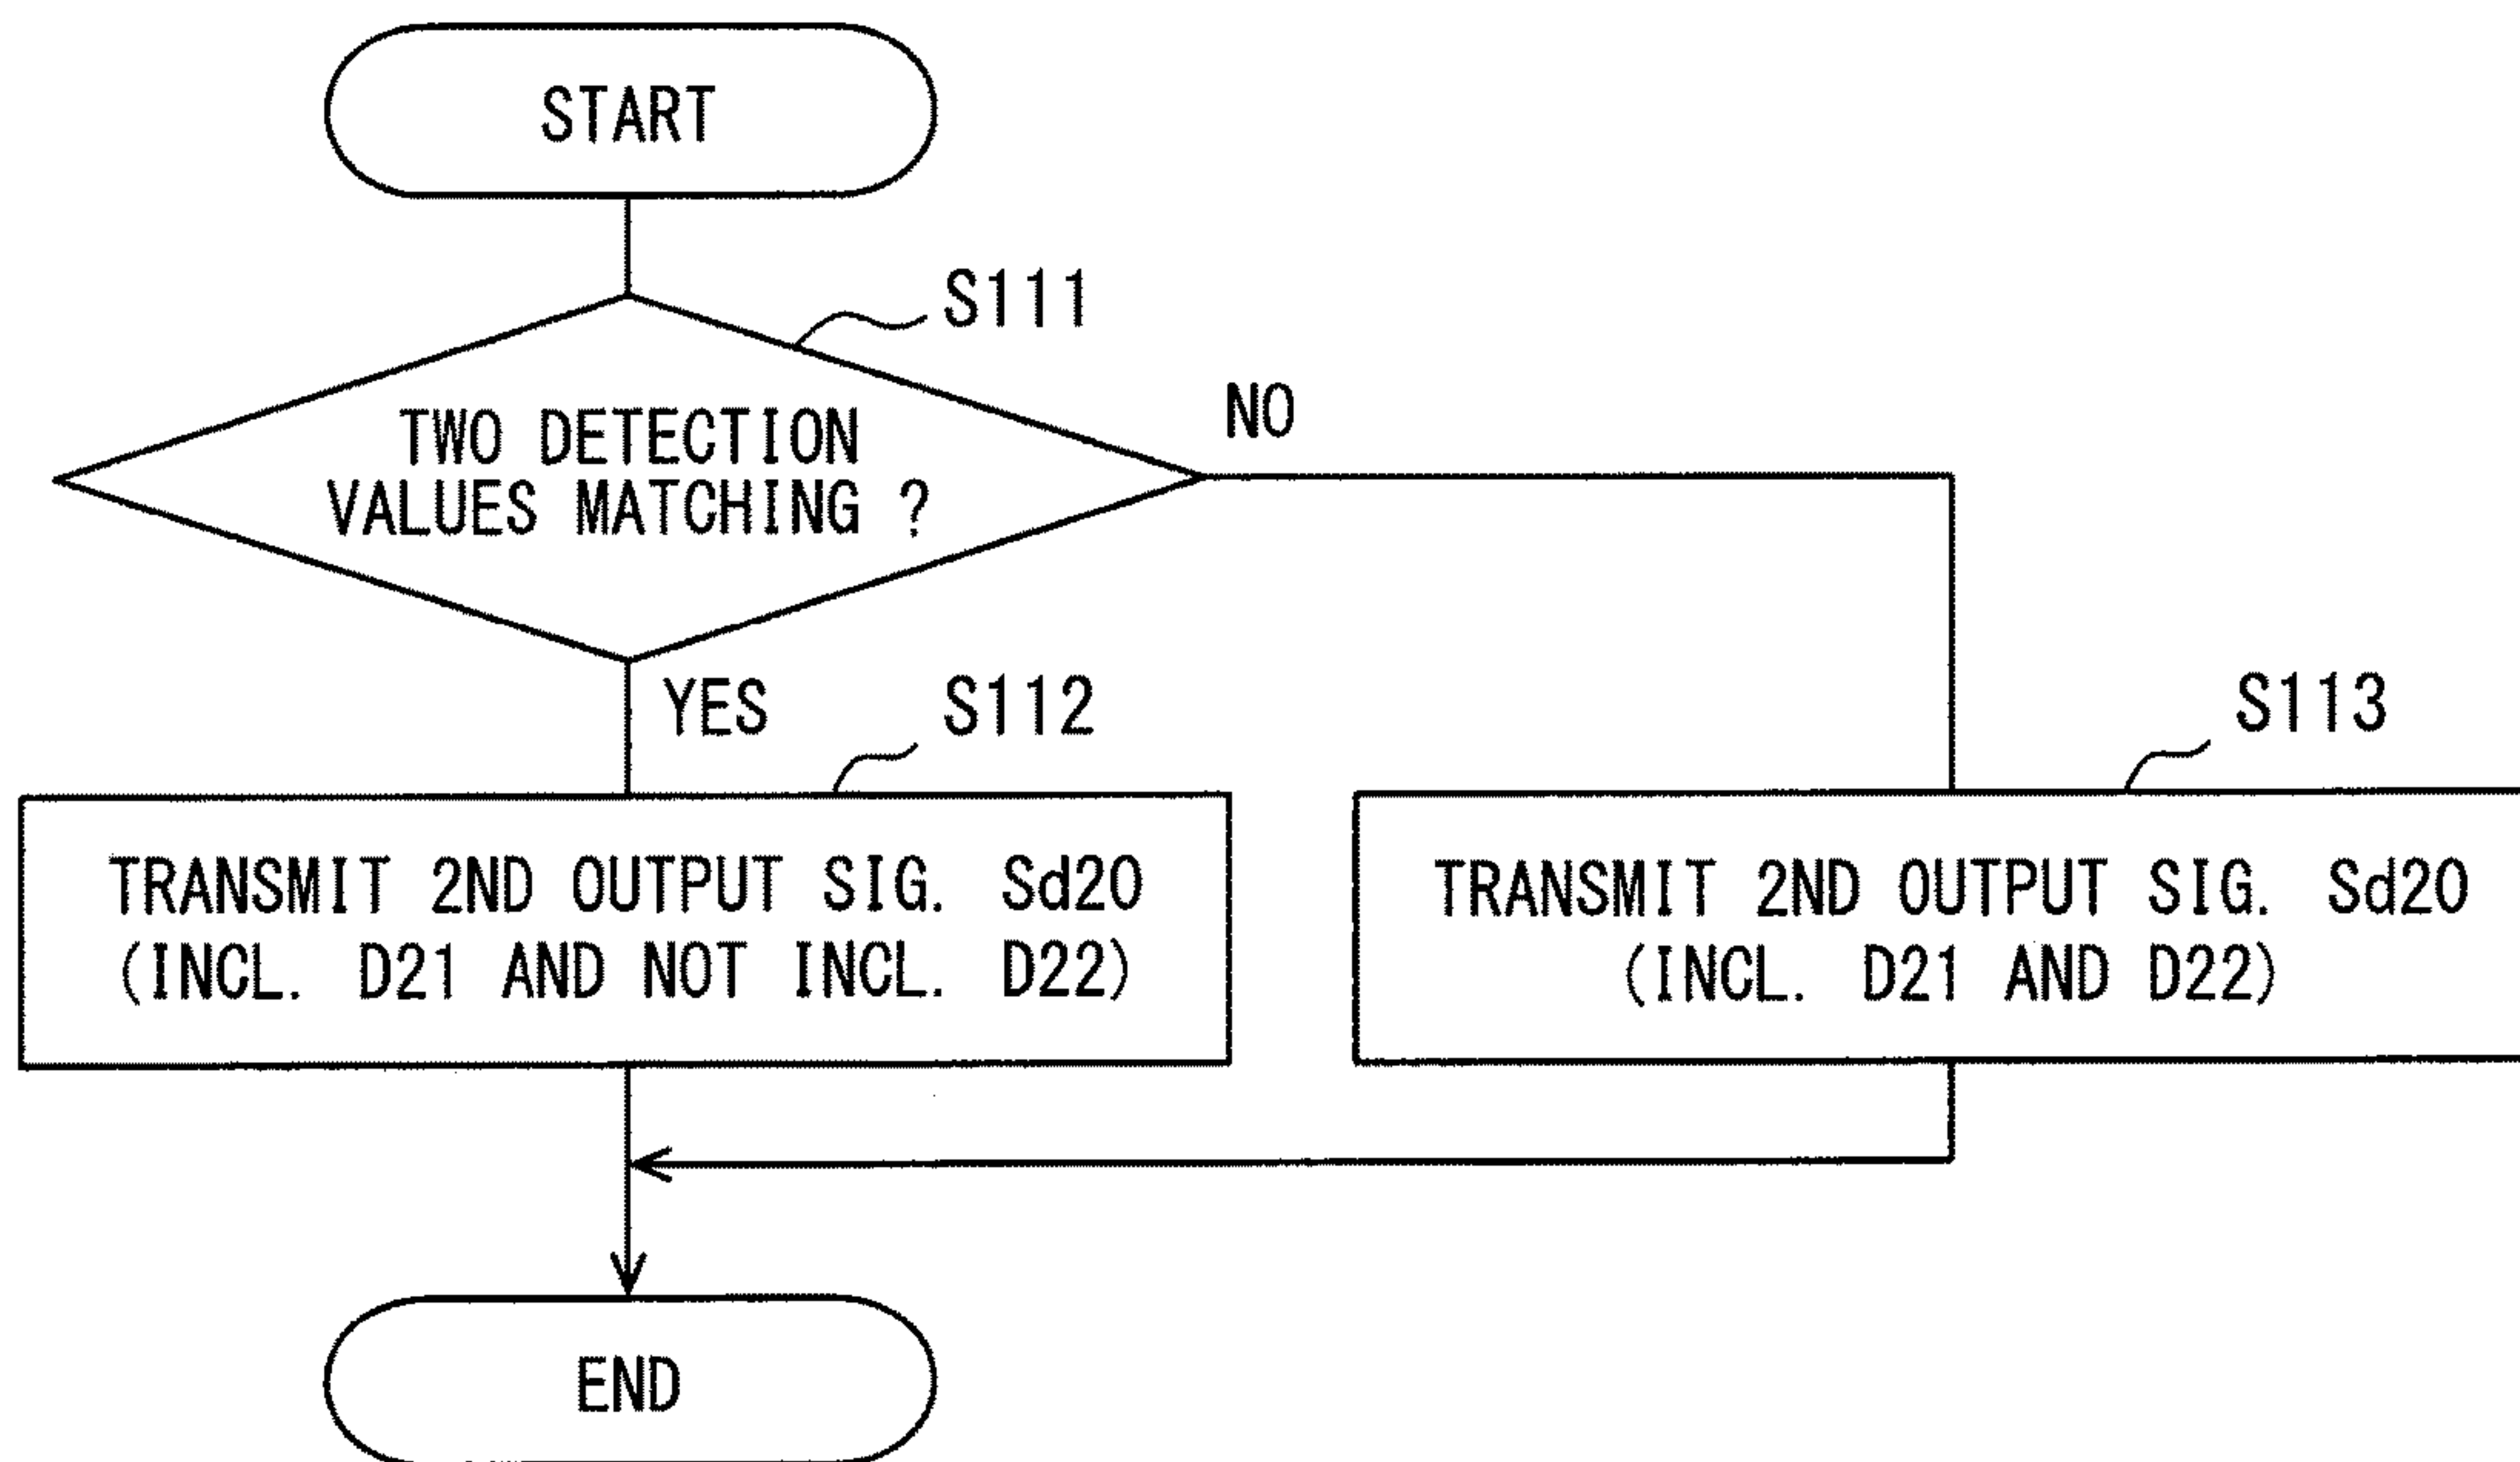 START
S111
TWO DETECTION
VALUES MATCHING ?
NO
YES
S112
S113
TRANSMIT 2ND OUTPUT SIG. Sd20
(INCL. D21 AND NOT INCL. D22)
TRANSMIT 2ND OUTPUT SIG. Sd20
(INCL. D21 AND D22)
END